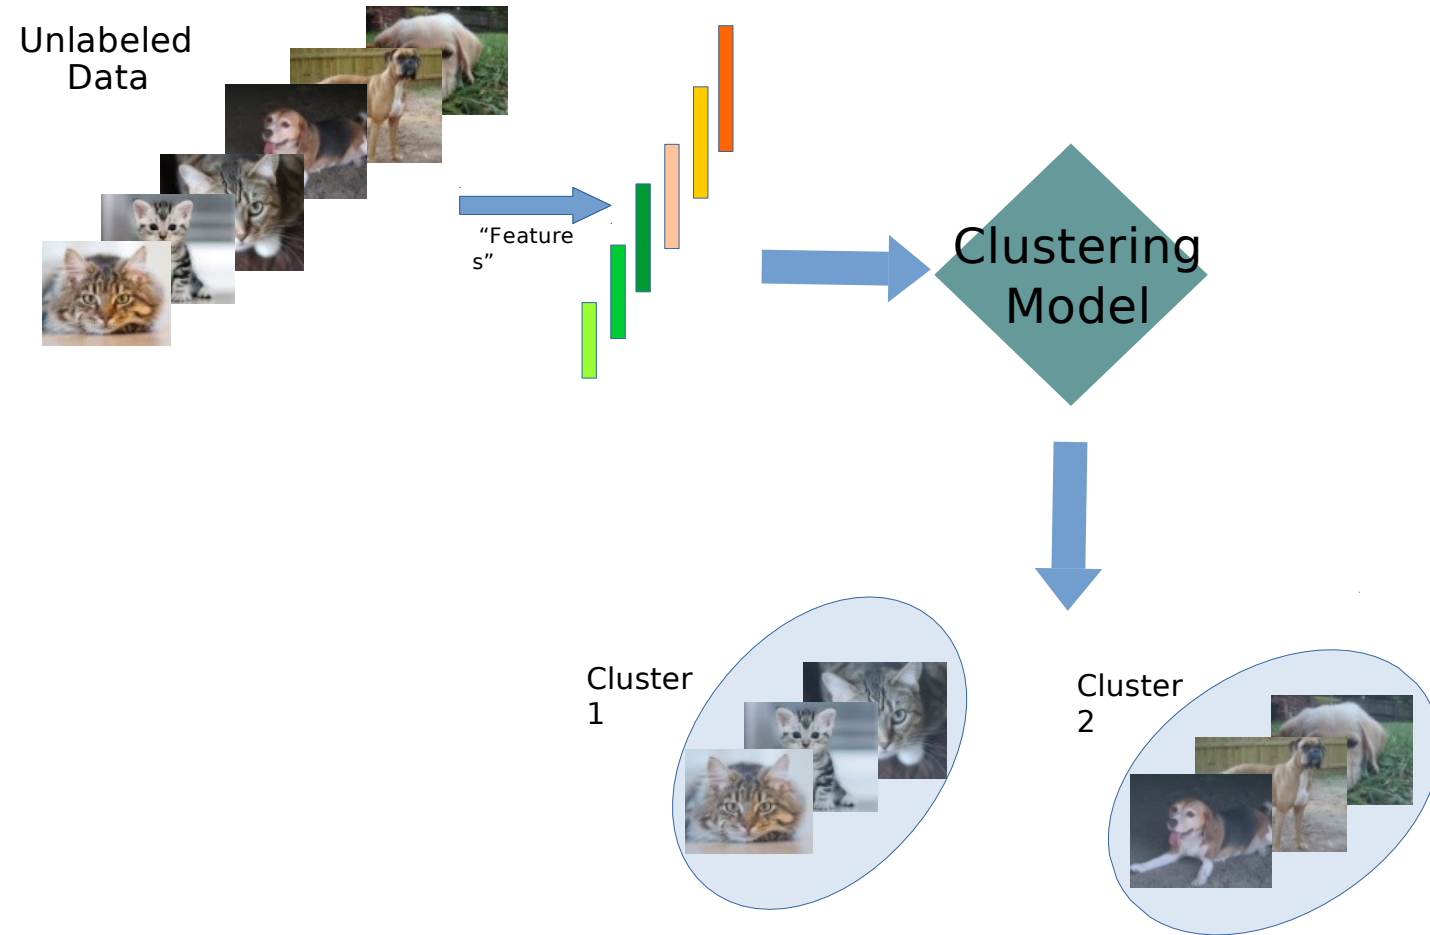 Unlabeled
Data
“Feature
s”
Clustering
Model
Cluster
1
Cluster
2